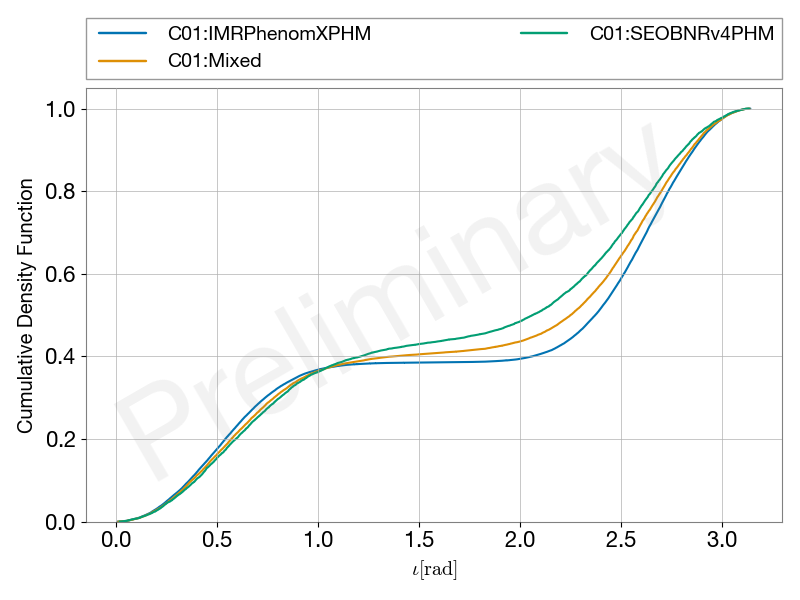 C01:IMRPhenomXPHM
C01:Mixed
C01:SEOBNRv4PHM
1.0
0.8
0.6
0.4
0.2
0.0
Cumulative Density Function
Preliminary
0.0 0.5 1.0 1.5 2.0 2.5 3.0
ι[rad]